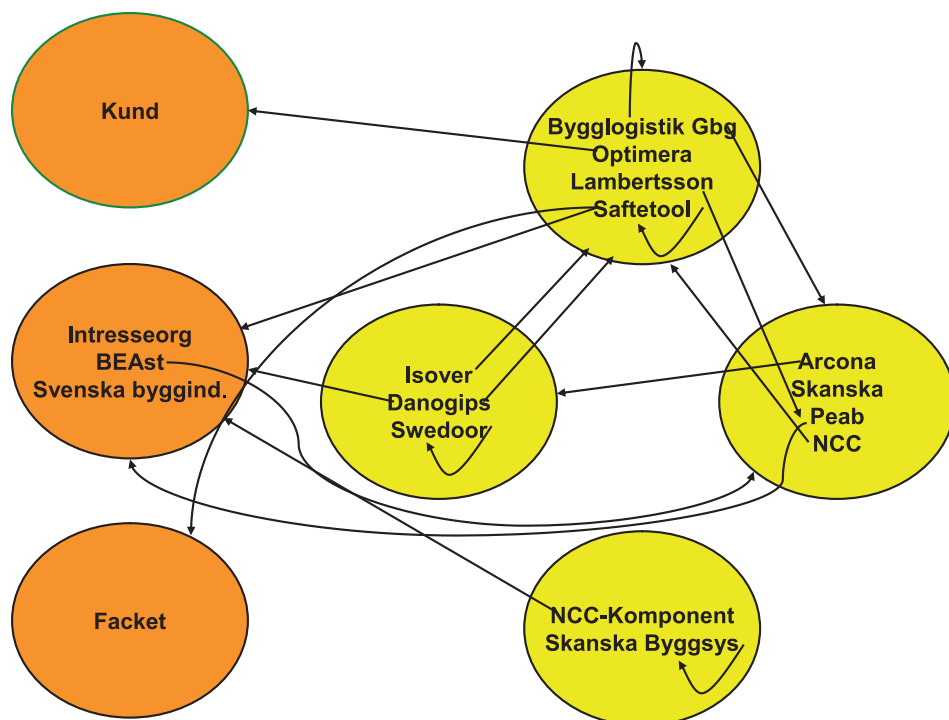 Kund
Bygglogistik Gbg
Optimera
Lambertsson
Saftetool
Intresseorg
BEAst
Svenska byggind.
Isover
Danogips
Swedoor
Arcona
Skanska
Peab
NCC
Facket
NCC-Komponent
Skanska Byggsys